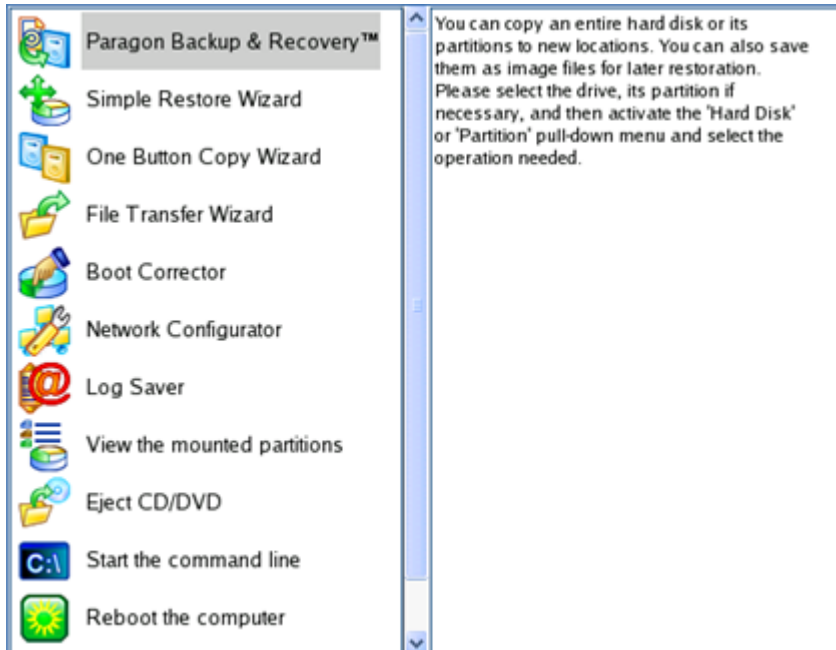 Paragon Backup & Recovery™
Simple Restore Wizard
One Button Copy Wizard
File Transfer Wizard
Boot Corrector
Network Configurator
@
Log Saver
View the mounted partitions
Eject CD/DVD
C:\
Start the command line
Reboot the computer
You can copy an entire hard disk or its
partitions to new locations. You can also save
them as image files for later restoration.
Please select the drive, its partition if
necessary, and then activate the 'Hard Disk'
or 'Partition' pull-down menu and select the
operation needed.